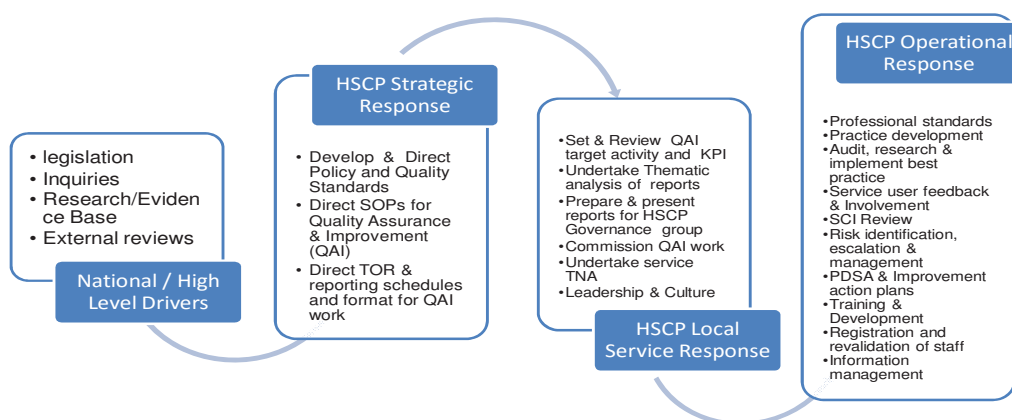 • legislation
• Inquiries
• Research/Eviden
ce Base
• External reviews
National / High
Level Drivers
HSCP Strategic
Response
• Develop & Direct
Policy and Quality
Standards
• Direct SOPs for
Quality Assurance
& Improvement
(QAI)
• Direct TOR &
reporting schedules
and format for QAI
work
•Set & Review QAI
target activity and KPI
•Undertake Thematic
analysis of reports
•Prepare & present
reports for HSCP
Governance group
•Commission QAI work
•Undertake service
TNA
•Leadership & Culture
HSCP Local
Service Response
HSCP Operational
Response
•Professional standards
•Practice development
•Audit, research &
implement best
practice
•Service user feedback
& Involvement
•SCI Review
•Risk identification,
escalation &
management
•PDSA & Improvement
action plans
•Training &
Development
•Registration and
revalidation of staff
•Information
management